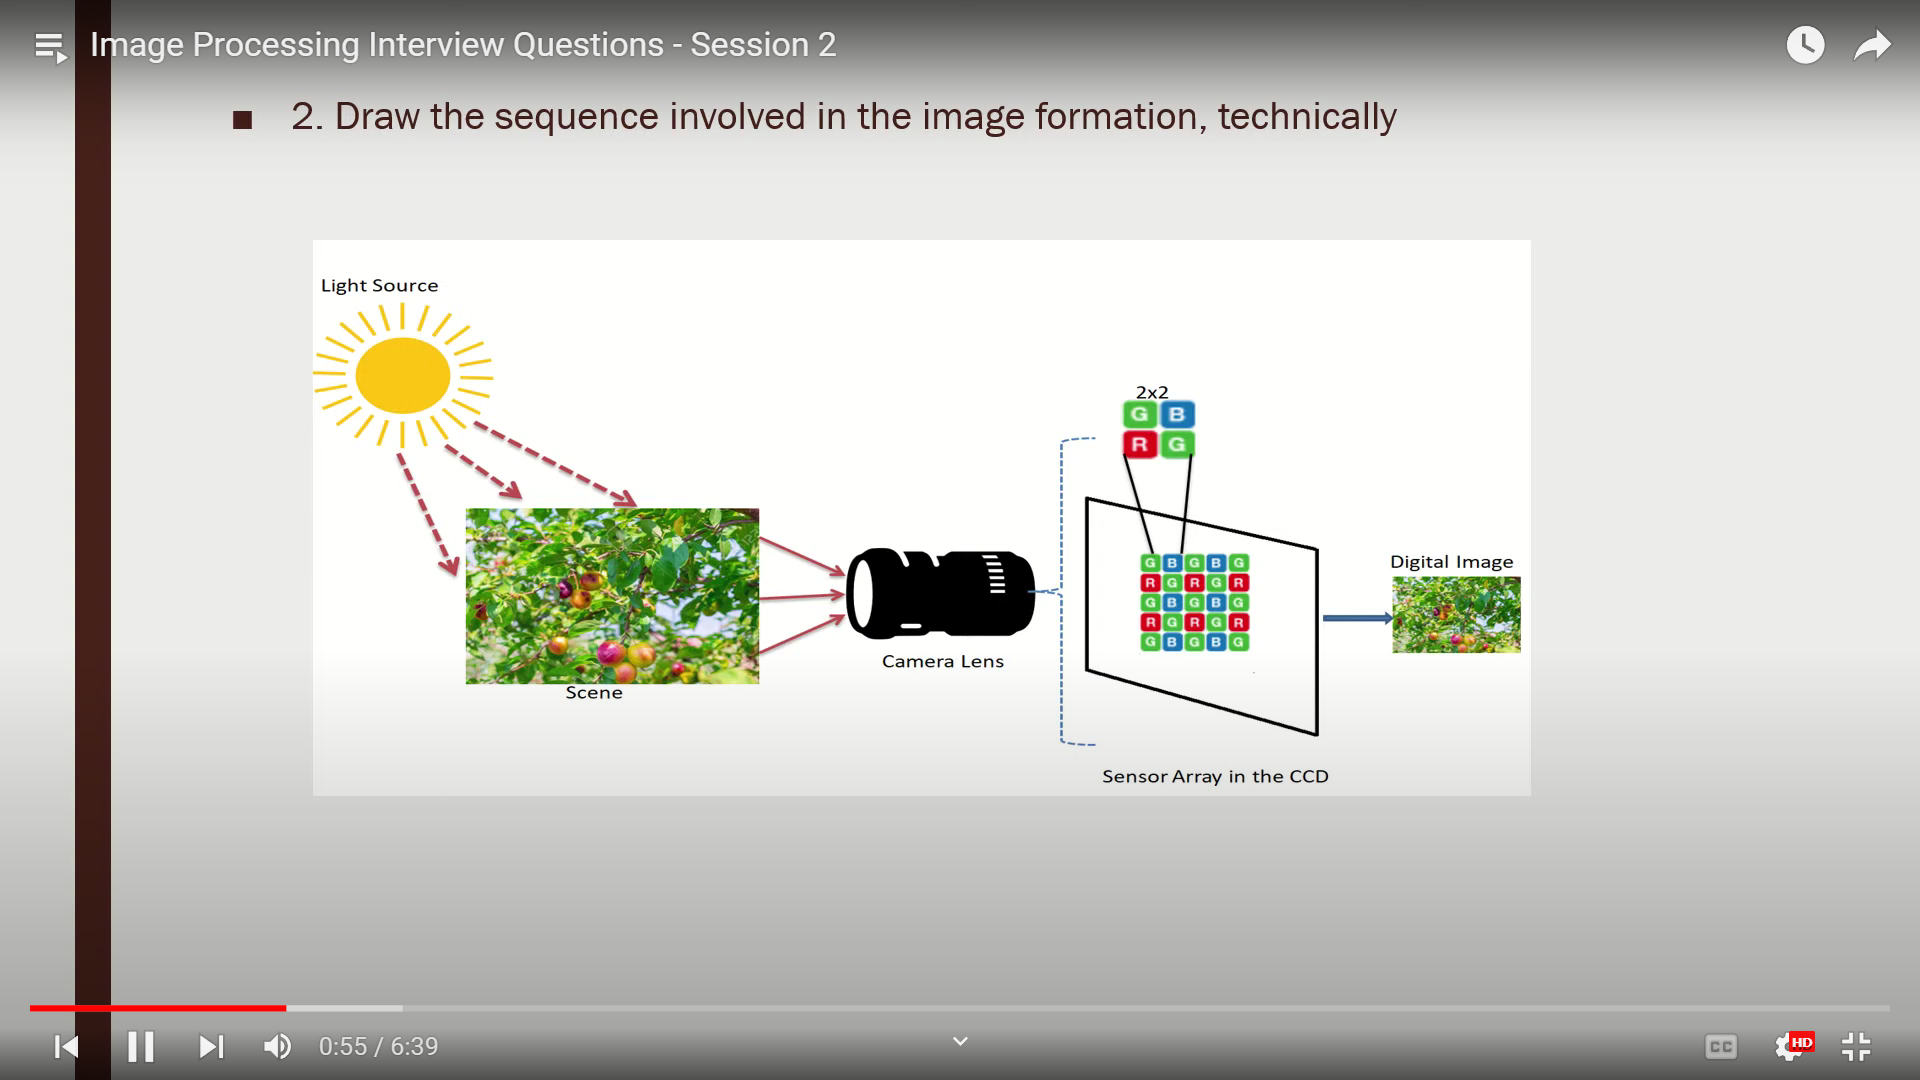 Image Processing Interview Questions - Session 2
2. Draw the sequence involved in the image formation, technically
Light Source
2x2
G B
R G
G B G B G
R G R G R
G B G B G
R G R G R
G B G B G
Digital Image
Camera Lens
Scene
Sensor Array in the CCD
0:55 / 6:39
CC
HD